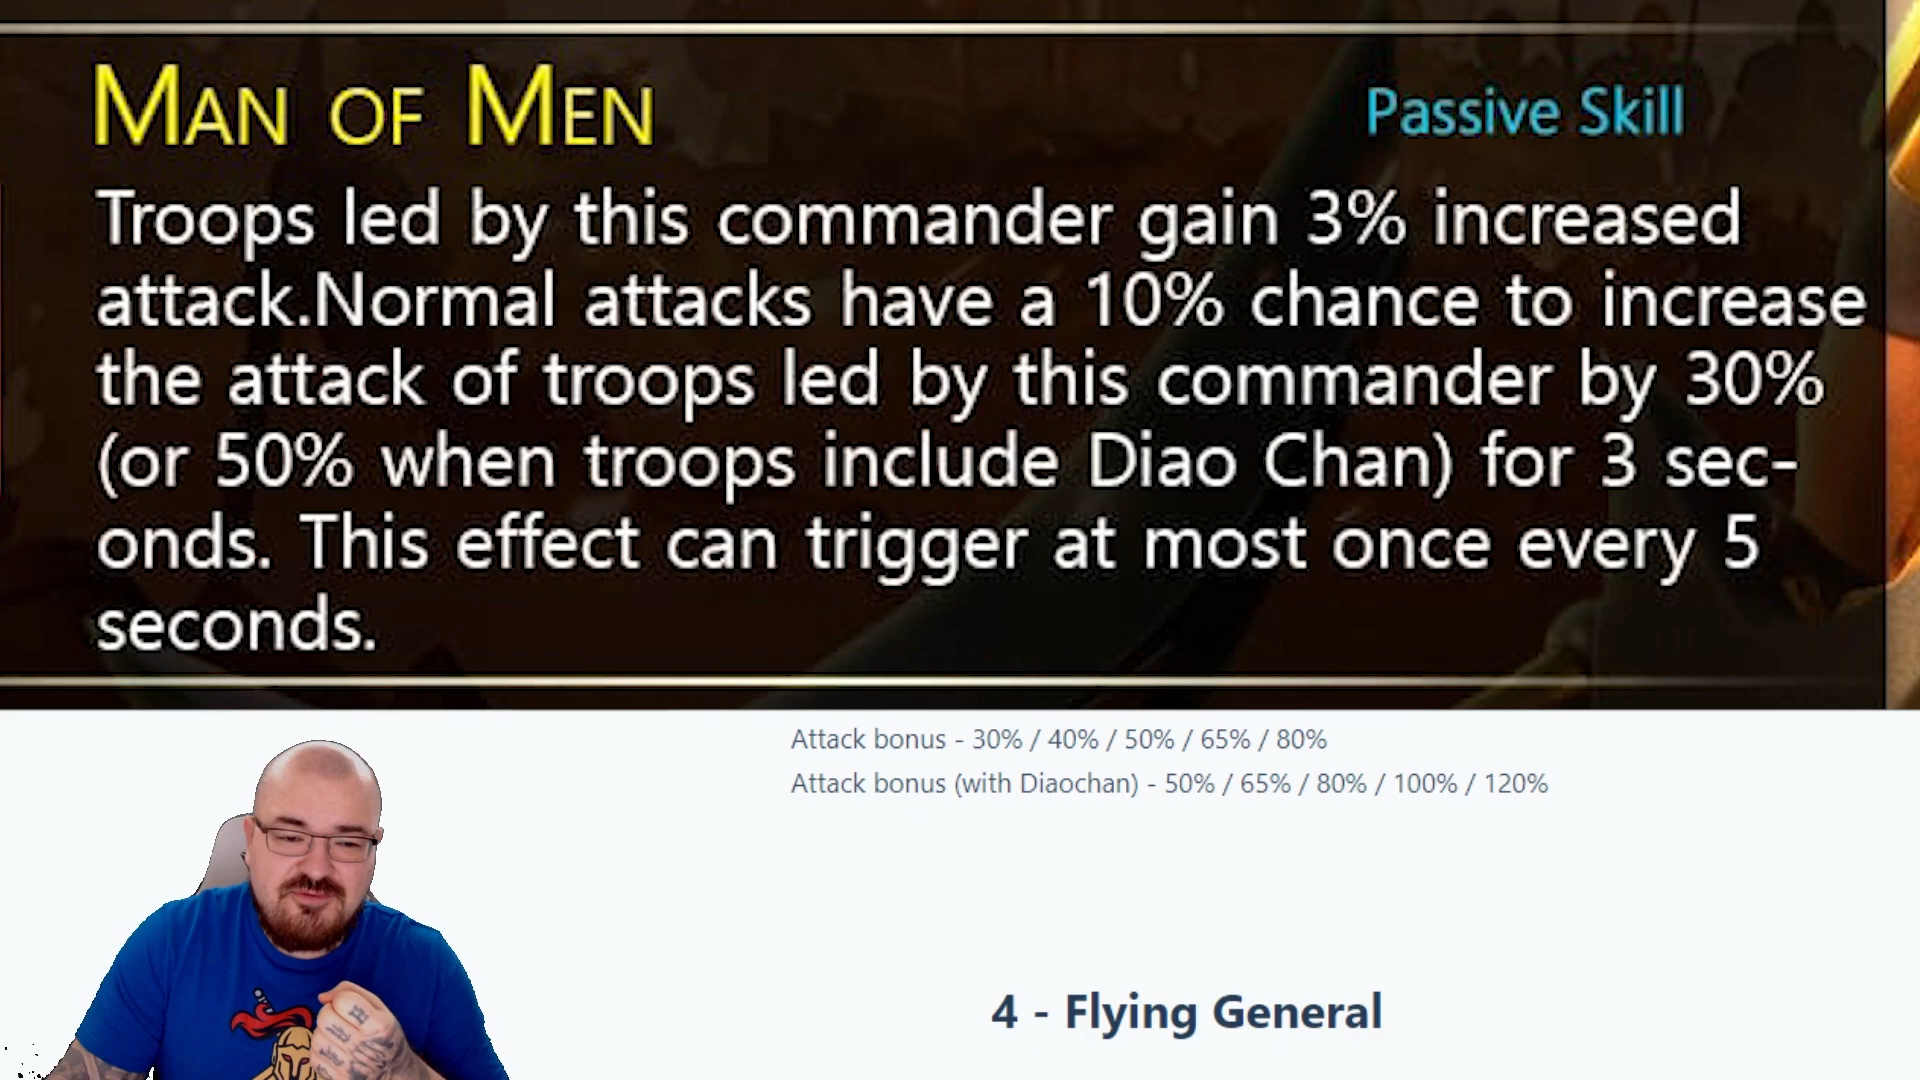 MAN OF MEN
Passive Skill
Troops led by this commander gain 3% increased
attack.Normal attacks have a 10% chance to increase
the attack of troops led by this commander by 30%
(or 50% when troops include Diao Chan) for 3 sec-
onds. This effect can trigger at most once every 5
seconds.
Attack bonus - 30% / 40% / 50% / 65% / 80%
Attack bonus (with Diaochan) - 50% / 65% / 80% / 100% / 120%
4 - Flying General